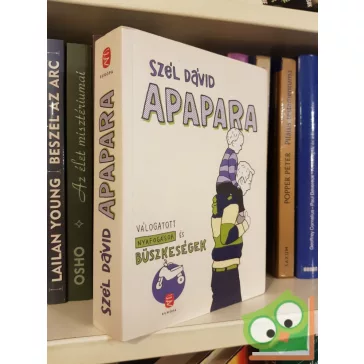 LAILAN YOUNG BESZÉL AZ ARC
OSHO Az élet misztériumai
SZÉL DÁVID APAPARA
SZÉL DÁVID
APAPARA
VÁLOGATOTT
NYAFOGÁSOK ÉS
BÜSZKESÉGEK
POPPER PÉTER